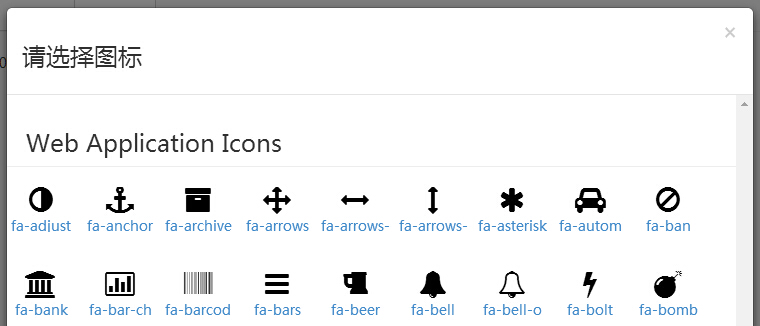 ×
请选择图标
Web Application Icons
fa-adjust fa-anchor fa-archive fa-arrows fa-arrows- fa-arrows- fa-asterisk fa-autom fa-ban
fa-bank fa-bar-ch fa-barcod fa-bars fa-beer fa-bell fa-bell-o fa-bolt fa-bomb